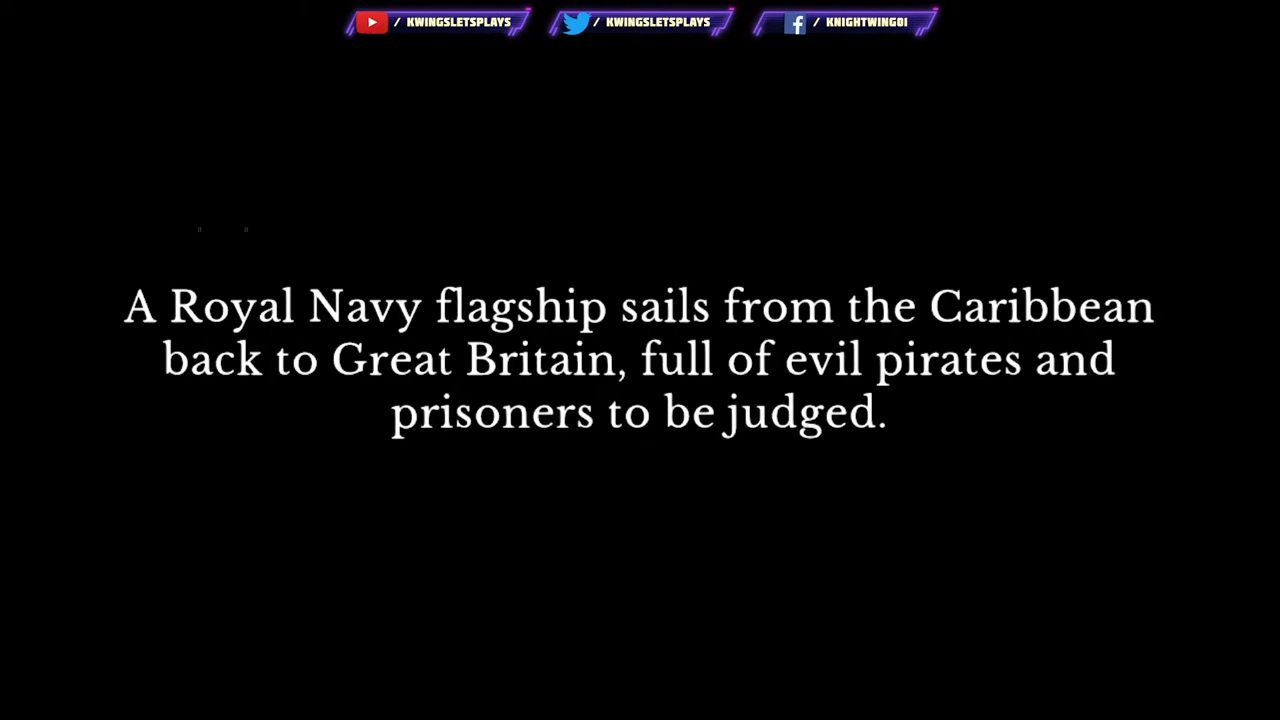 / KWINGSLETSPLAYS / KWINGSLETSPLAYS / KNIGHTWING01
A Royal Navy flagship sails from the Caribbean
back to Great Britain, full of evil pirates and
prisoners to be judged.